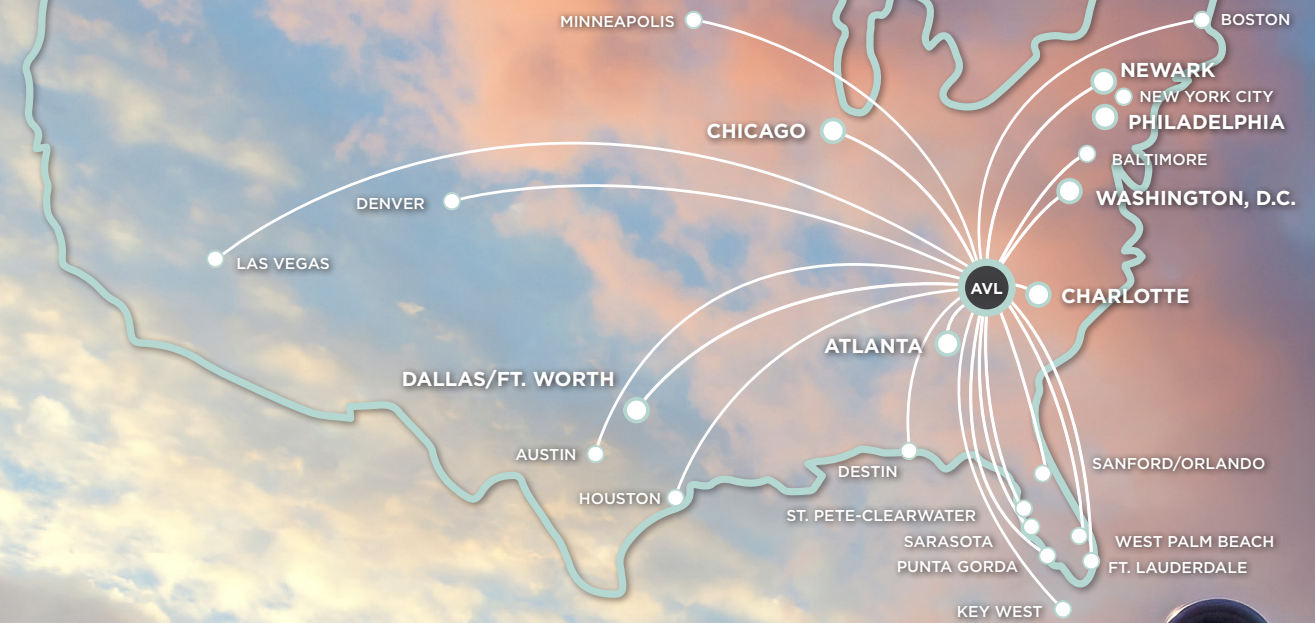 MINNEAPOLIS
BOSTON
NEWARK
NEW YORK CITY
PHILADELPHIA
CHICAGO
BALTIMORE
WASHINGTON, D.C.
DENVER
LAS VEGAS
AVL
CHARLOTTE
ATLANTA
DALLAS/FT. WORTH
AUSTIN
SANFORD/ORLANDO
DESTIN
HOUSTON
ST. PETE-CLEARWATER
SARASOTA
WEST PALM BEACH
PUNTA GORDA
FT. LAUDERDALE
KEY WEST